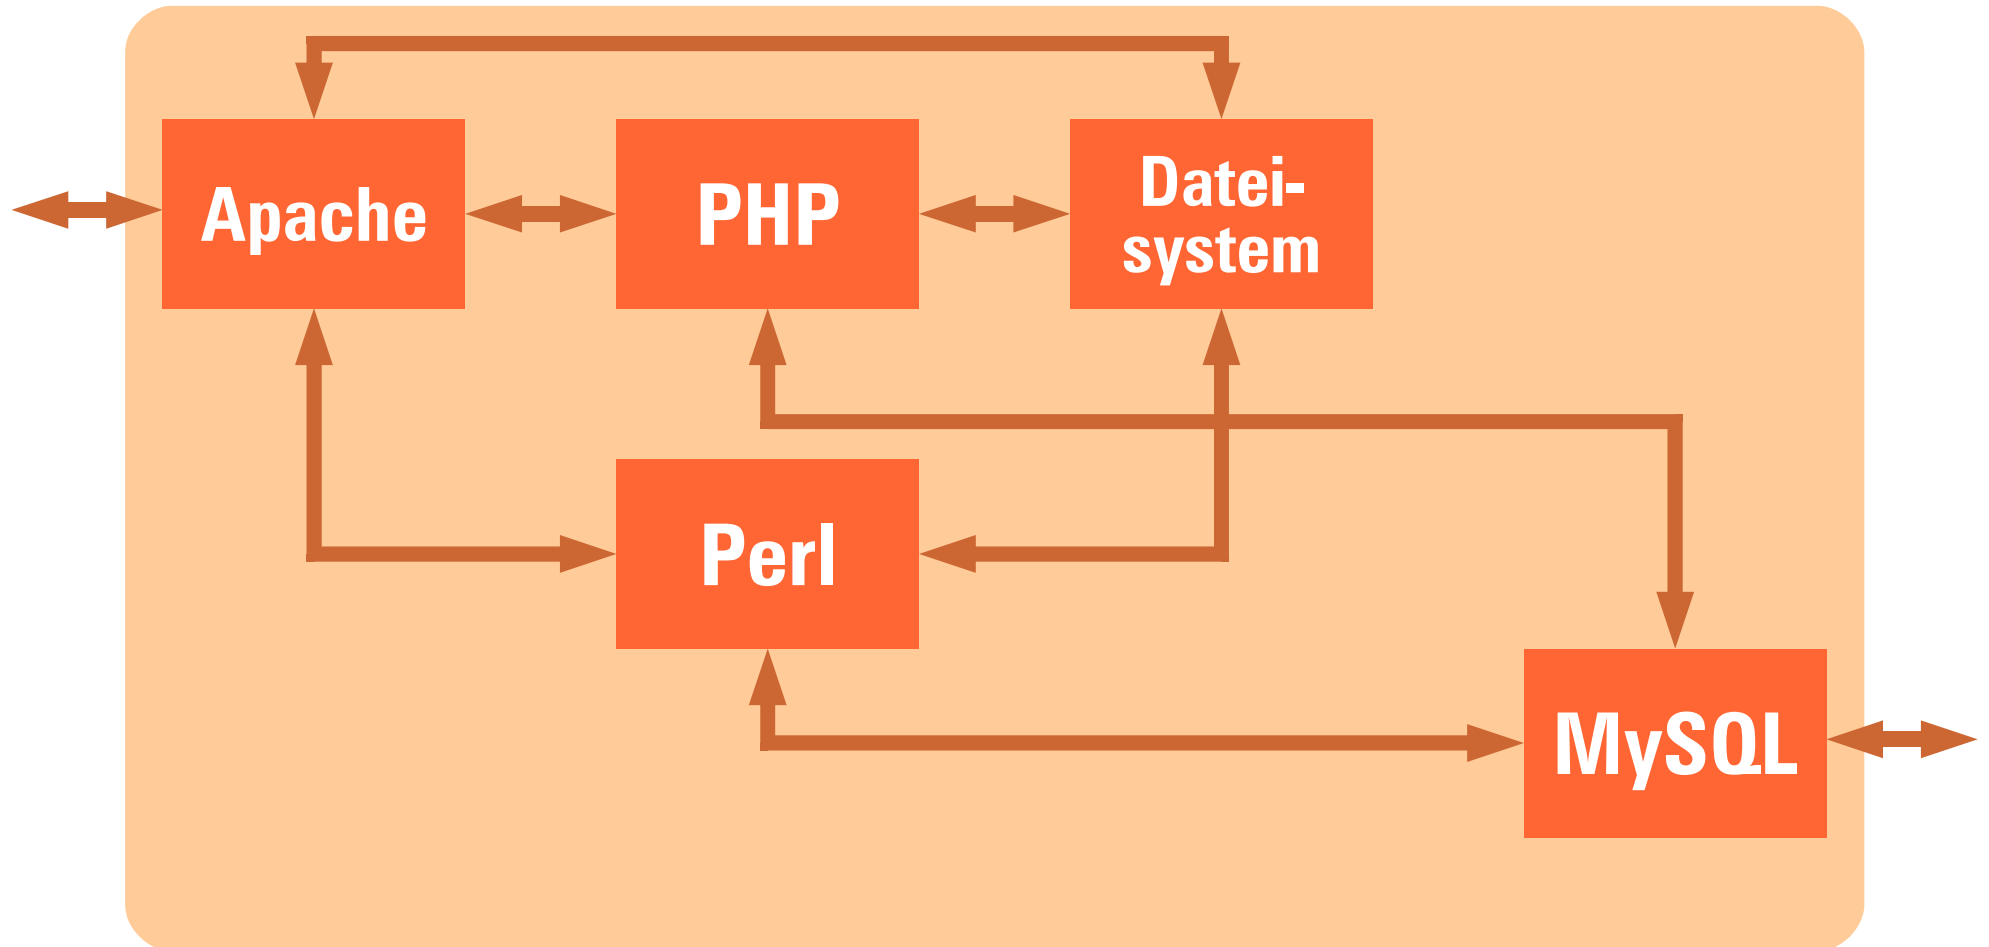 Apache
PHP
Datei-
system
Perl
MySQL